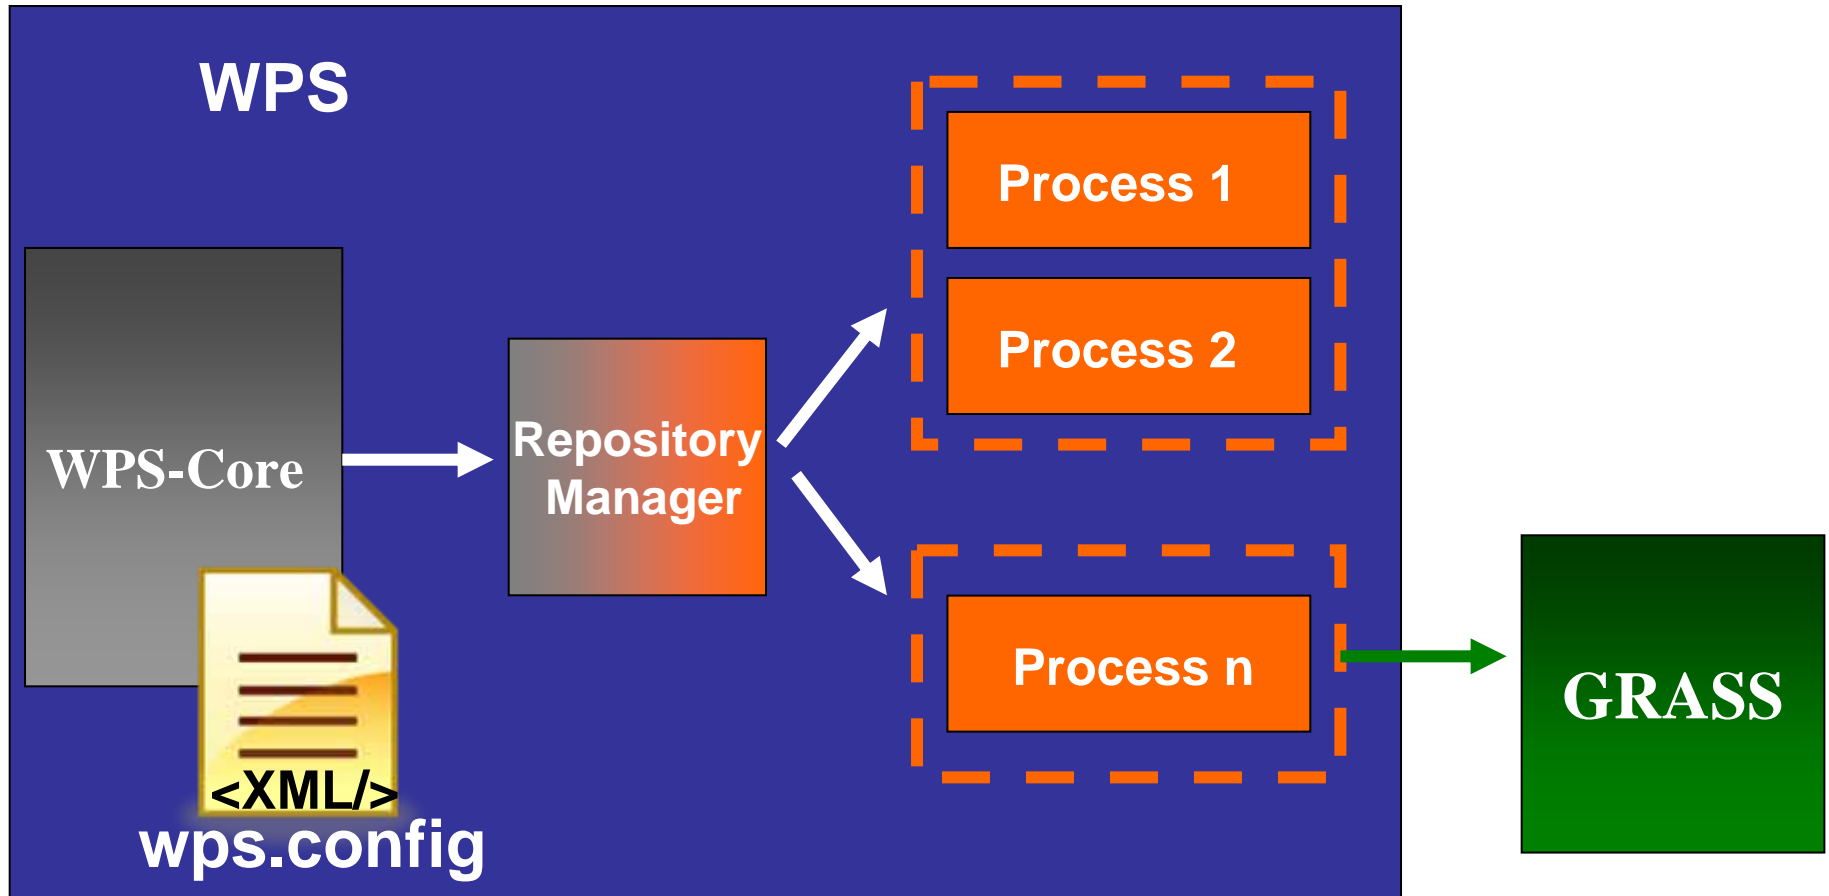 WPS
Process 1
Process 2
WPS-Core
Repository
Manager
Process n
GRASS
<XML/>
wps.config